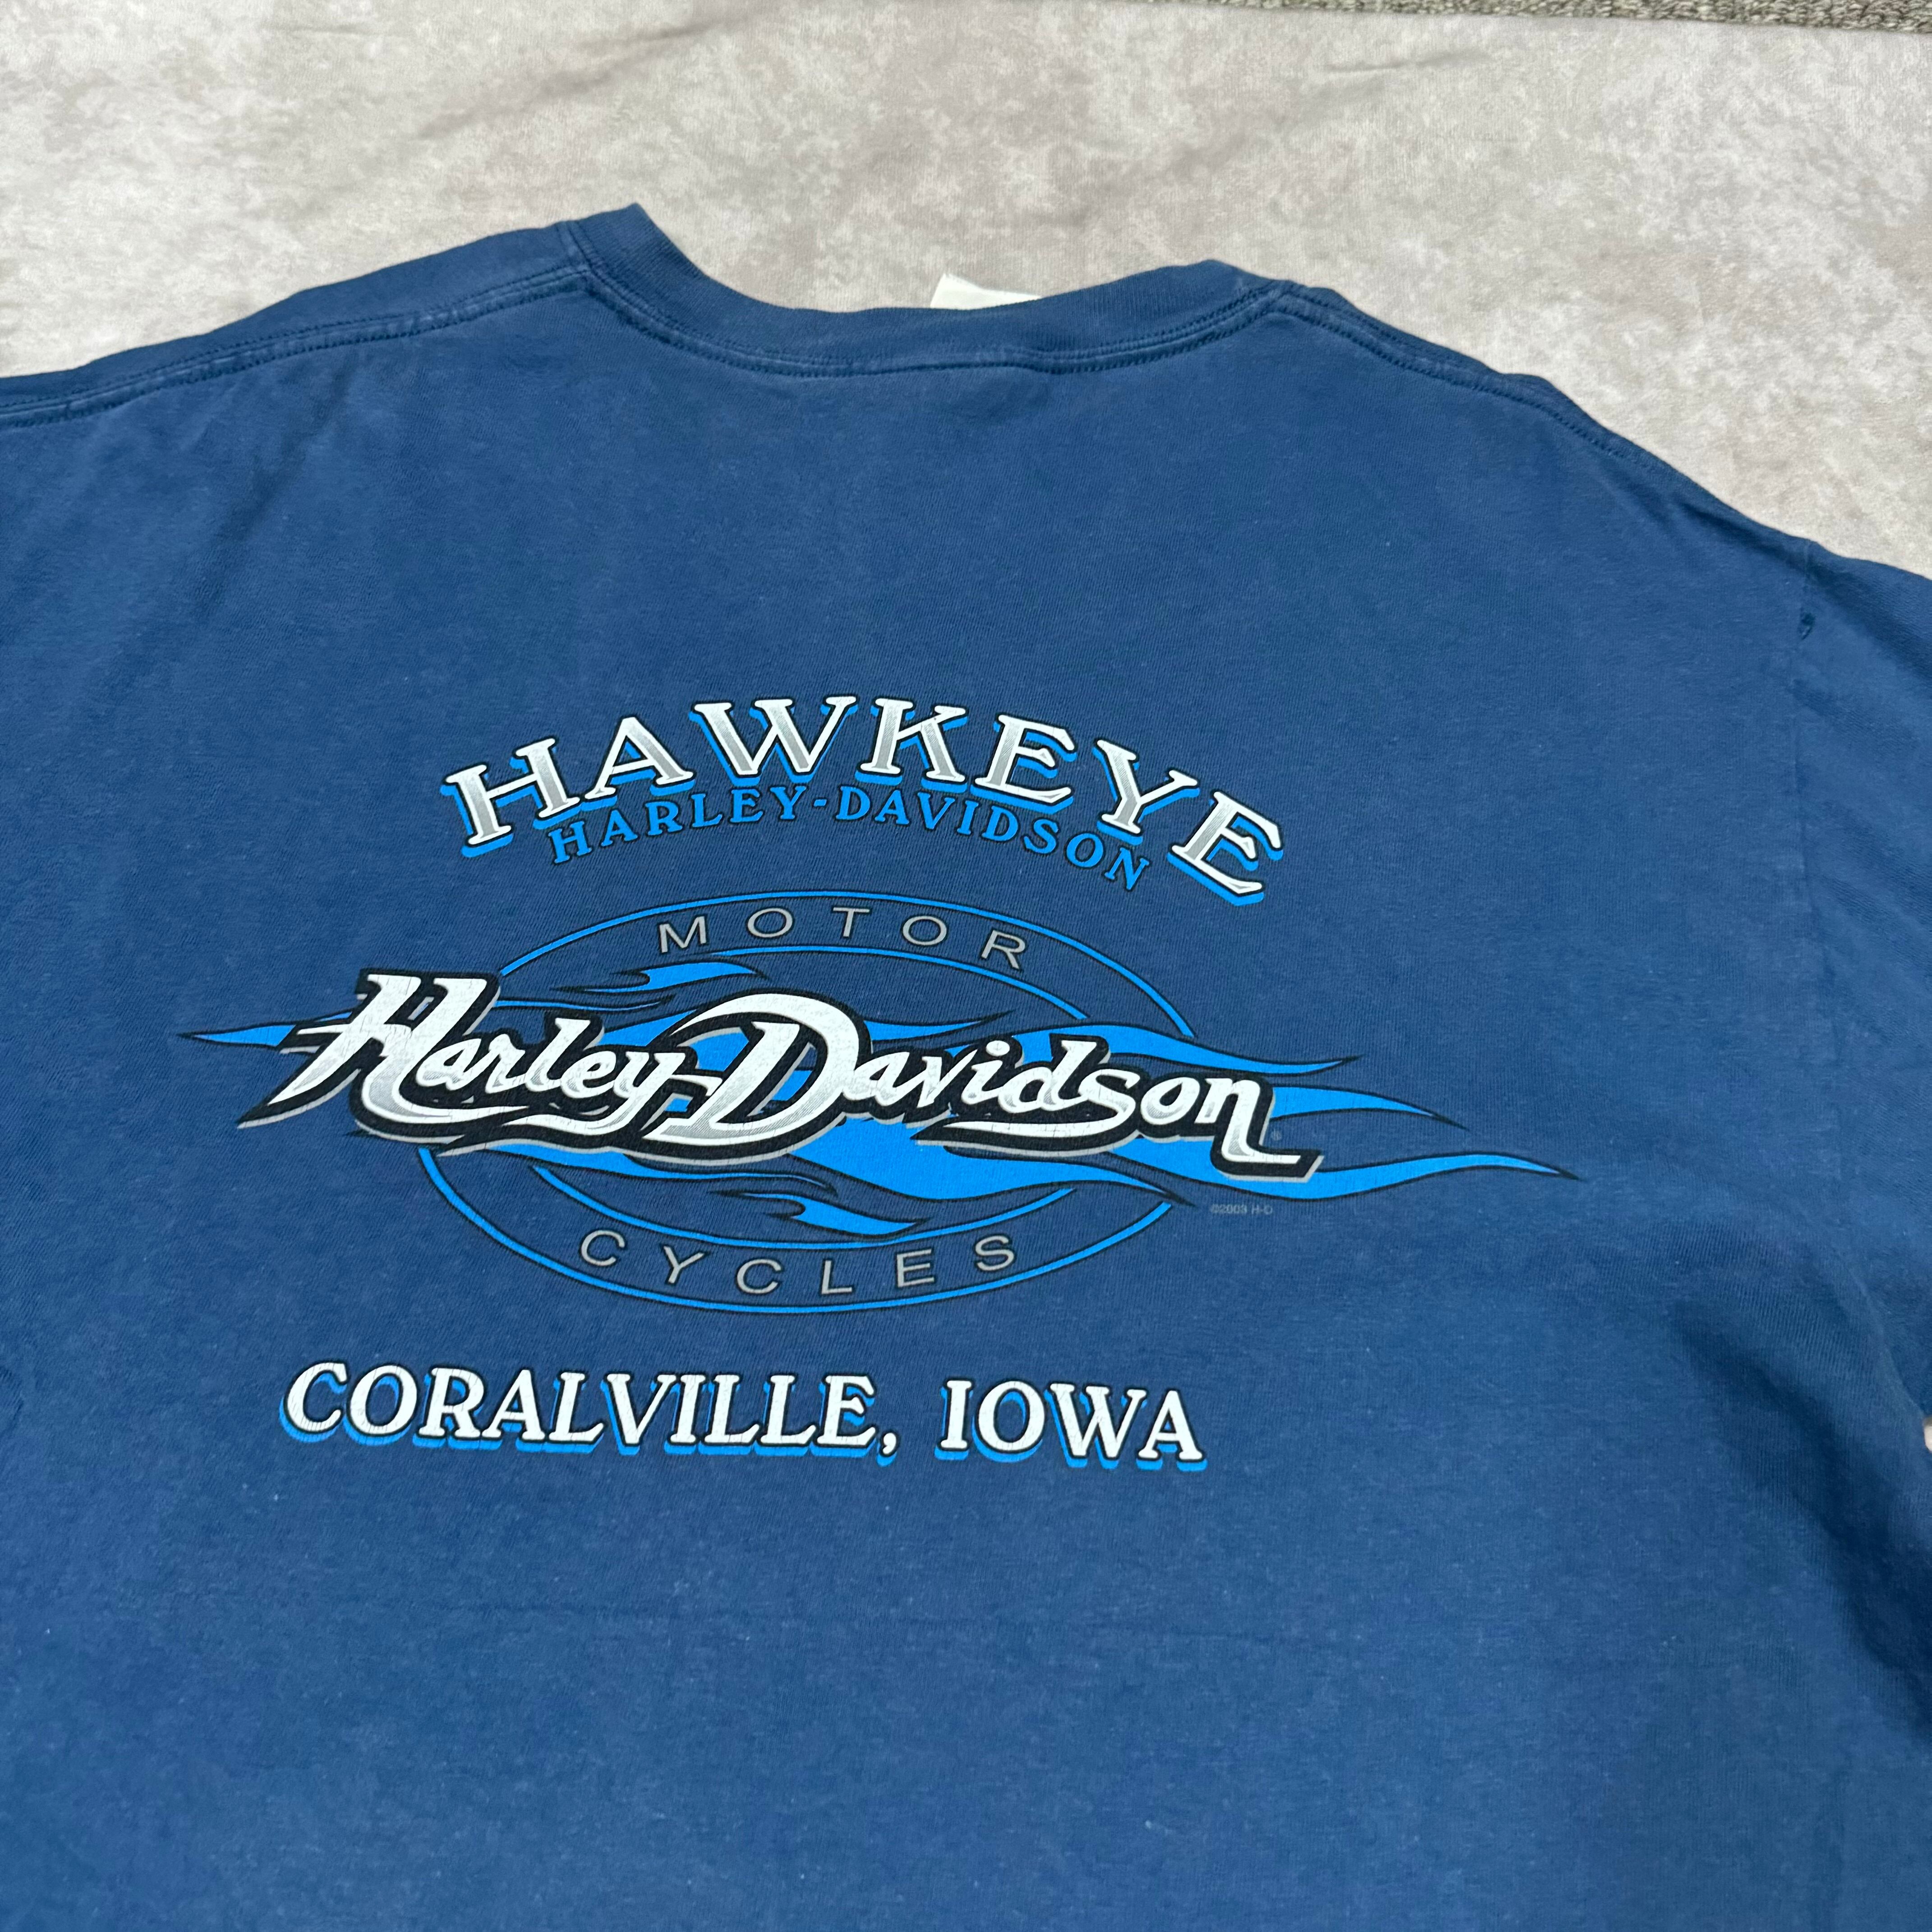 HAWKEYE
HARLEY-DAVIDSON
MOTOR
Harley-Davidson
®
©2003 H-D
CYCLES
CORALVILLE, IOWA